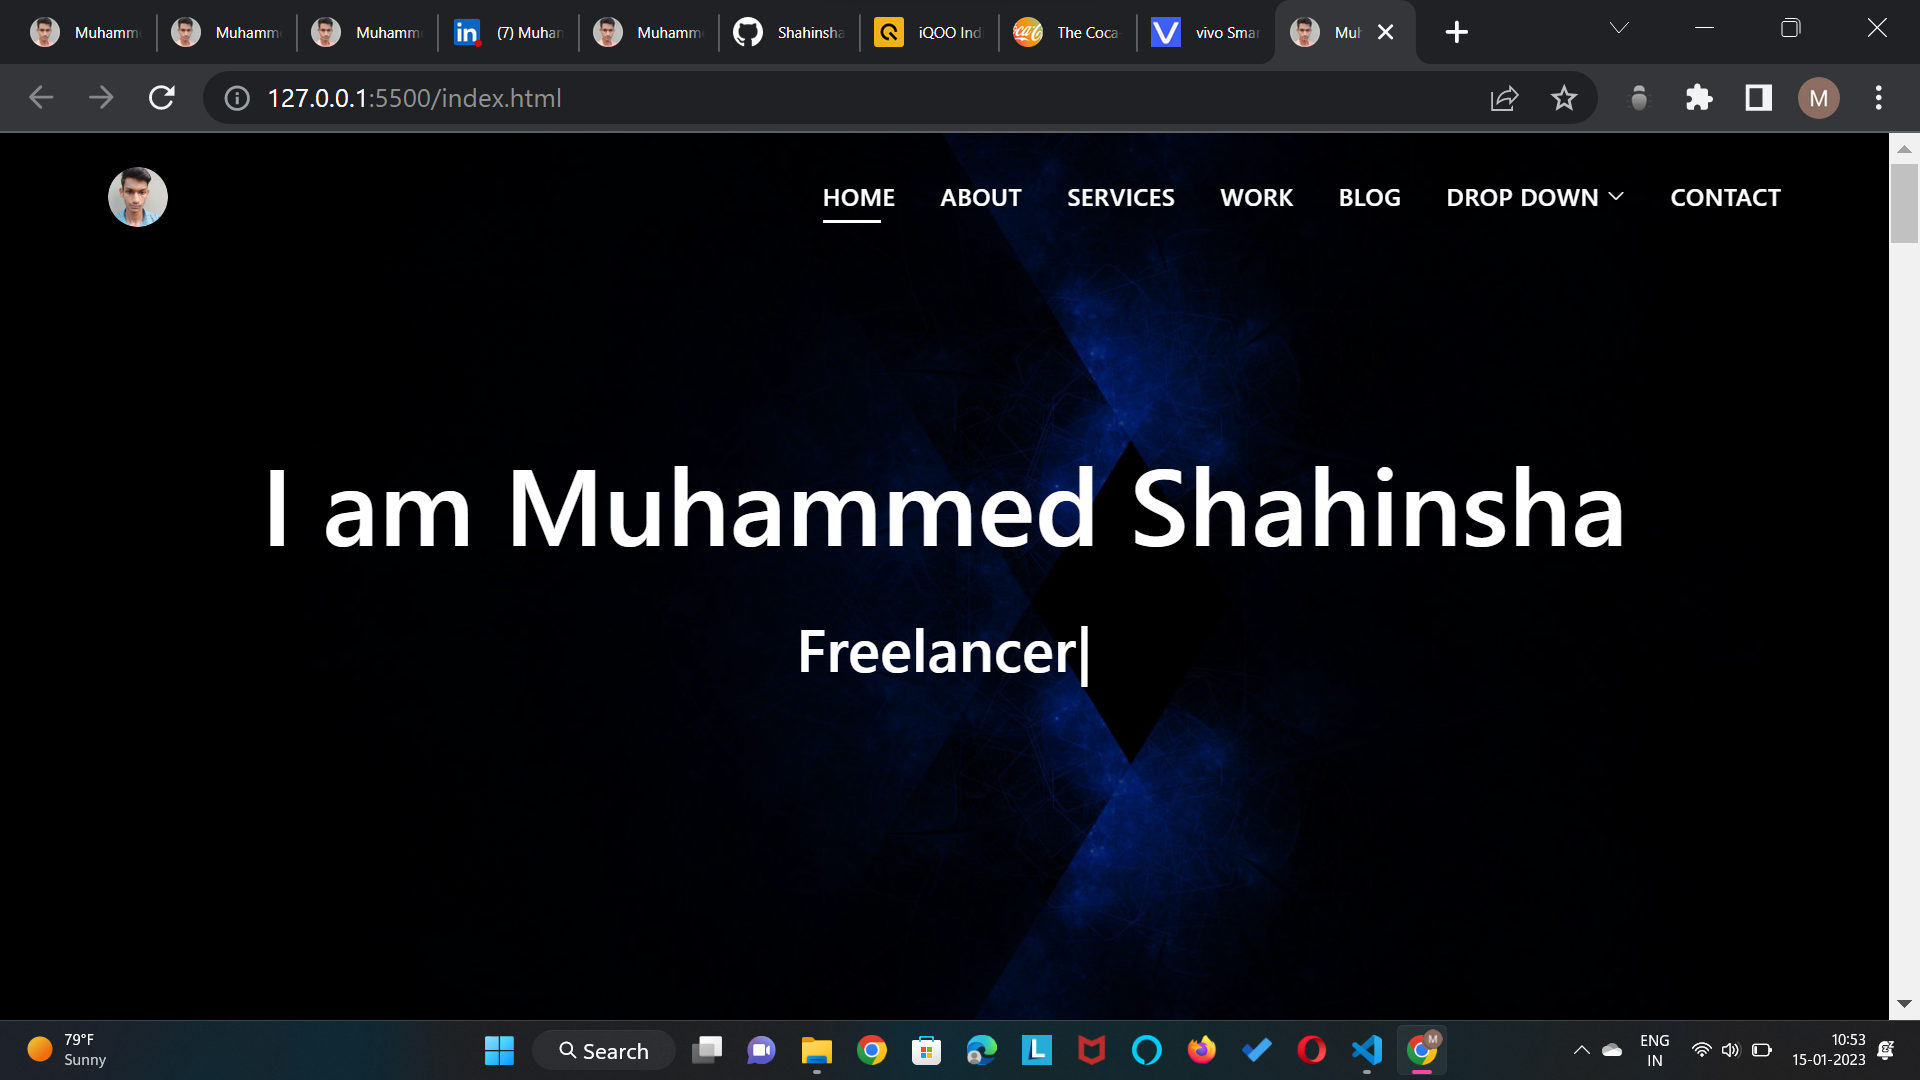 Muhamm
Muhamm
Muhamm
(7) Muhan
Muhamm
Shahinsha
iQOO Indi
The Coca-
vivo Smar
Muh
127.0.0.1:5500/index.html
M
HOME
ABOUT
SERVICES
WORK
BLOG
DROP DOWN
CONTACT
I am Muhammed Shahinsha
Freelancer|
79°F
Sunny
Search
ENG
IN
10:53
15-01-2023